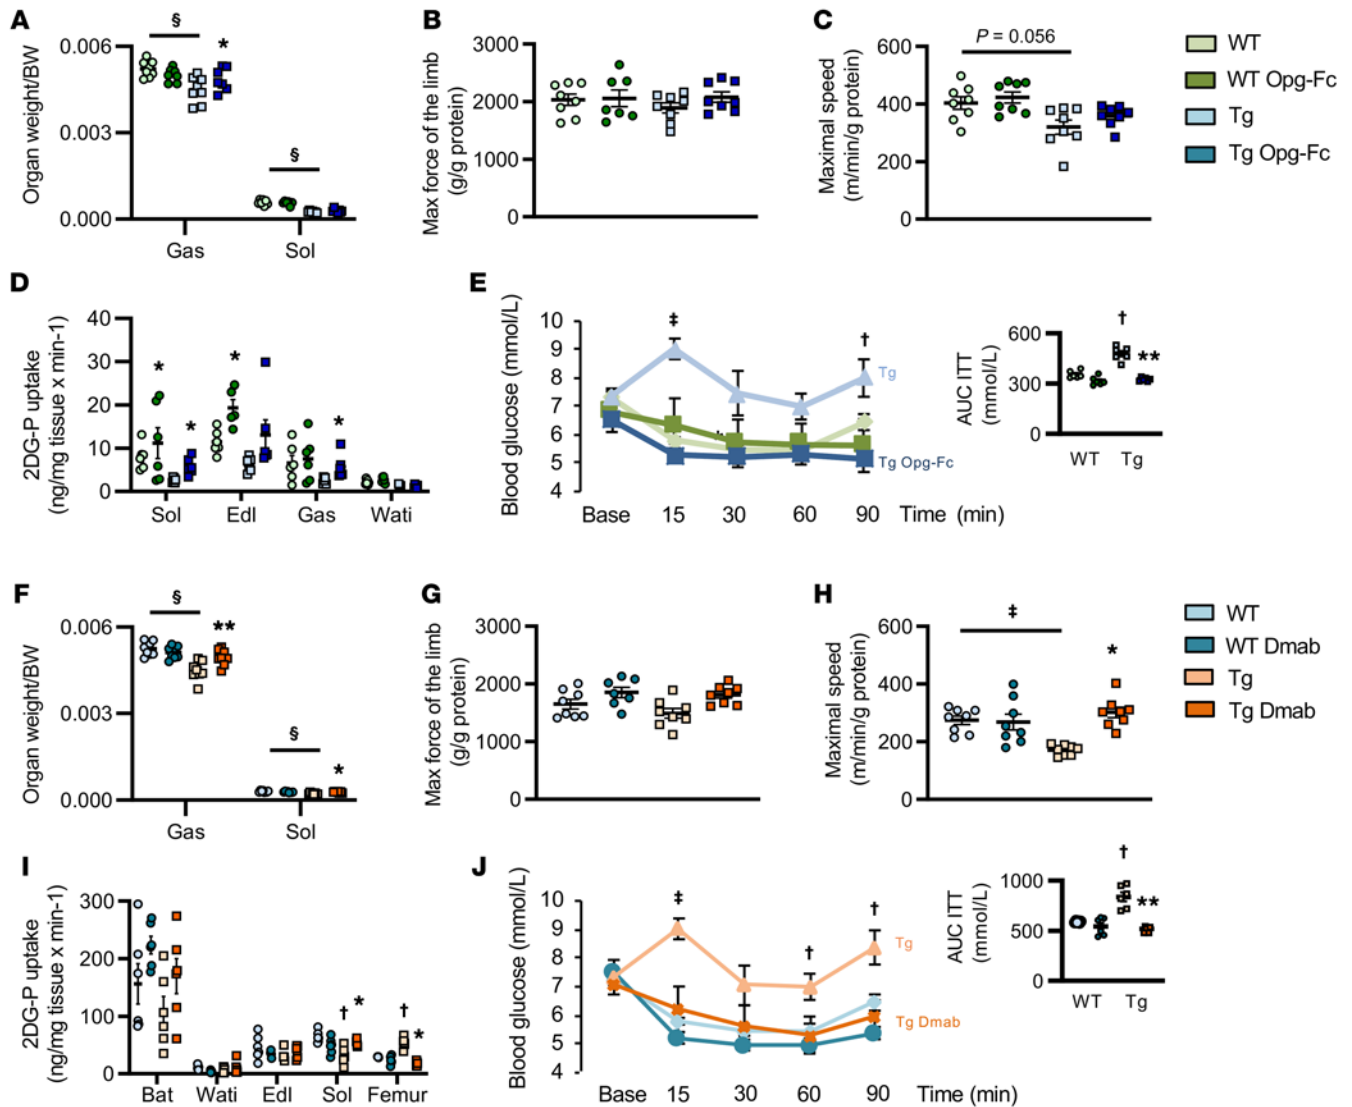 A
§
*
0.006
0.003
0.000
Organ weight/BW
§
Gas
Sol
B
3000
2000
1000
0
Max force of the limb
(g/g protein)
C
P = 0.056
600
400
200
0
Maximal speed
(m/min/g protein)
WT
WT Opg-Fc
Tg
Tg Opg-Fc
D
40
30
20
10
0
2DG-P uptake
(ng/mg tissue x min-1)
*
*
*
*
Sol
Edl
Gas
Wati
E
10
9
8
7
6
5
4
Blood glucose (mmol/L)
‡
†
Tg
Tg Opg-Fc
Base
15
30
60
90
Time (min)
600
300
0
AUC ITT
(mmol/L)
†
**
WT
Tg
F
§
**
0.006
0.003
0.000
Organ weight/BW
§
*
Gas
Sol
G
3000
2000
1000
0
Max force of the limb
(g/g protein)
H
‡
*
600
400
200
0
Maximal speed
(m/min/g protein)
WT
WT Dmab
Tg
Tg Dmab
I
300
200
100
0
2DG-P uptake
(ng/mg tissue x min-1)
†
*
†
*
Bat
Wati
Edl
Sol
Femur
J
10
9
8
7
6
5
4
Blood glucose (mmol/L)
‡
†
†
Tg
Tg Dmab
Base
15
30
60
90
Time (min)
1000
500
0
AUC ITT
(mmol/L)
†
**
WT
Tg